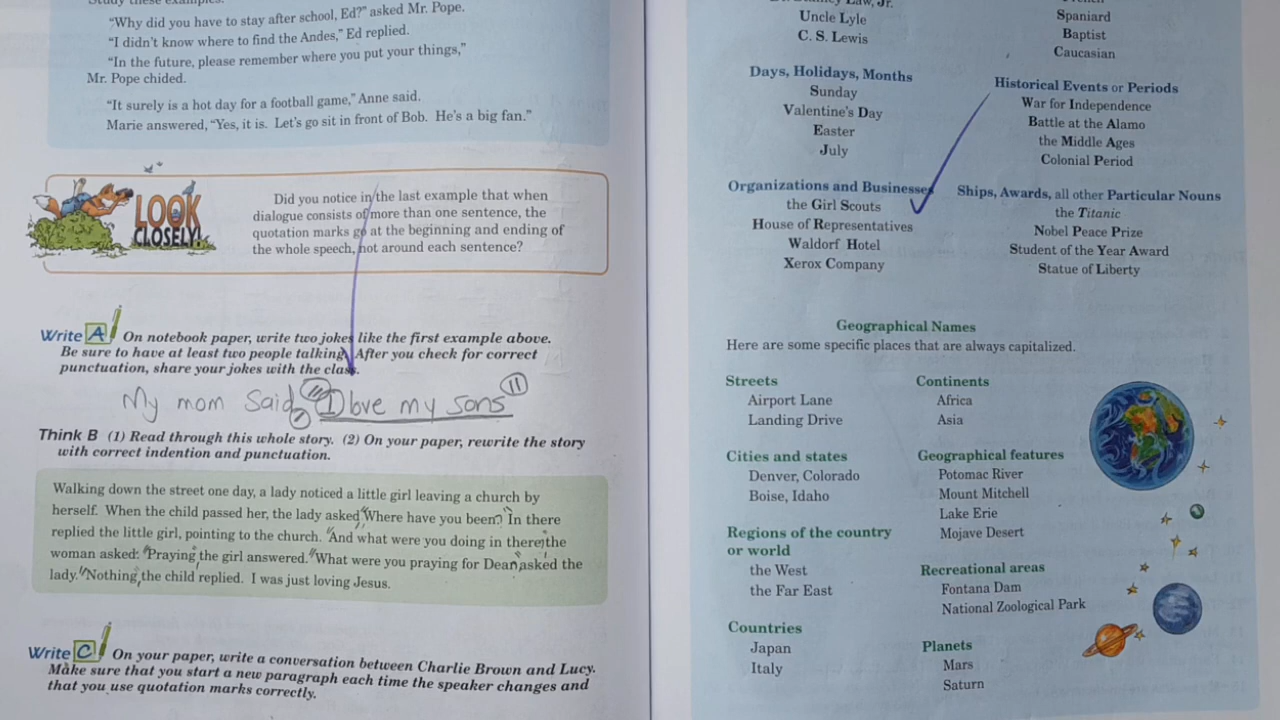 Study these examples.
"Why did you have to stay after school, Ed?" asked Mr. Pope.
"I didn't know where to find the Andes," Ed replied.
"In the future, please remember where you put your things,"
Mr. Pope chided.
"It surely is a hot day for a football game," Anne said.
Marie answered, "Yes, it is. Let's go sit in front of Bob. He's a big fan."
LOOK
CLOSELY!
Did you notice in the last example that when
dialogue consists of more than one sentence, the
quotation marks go at the beginning and ending of
the whole speech, not around each sentence?
Write A On notebook paper, write two jokes like the first example above.
Be sure to have at least two people talking. After you check for correct
punctuation, share your jokes with the class.
My mom said, "I love my sons"
Think B (1) Read through this whole story. (2) On your paper, rewrite the story
with correct indention and punctuation.
Walking down the street one day, a lady noticed a little girl leaving a church by
herself. When the child passed her, the lady asked "Where have you been?" In there
replied the little girl, pointing to the church. "And what were you doing in there, the
woman asked. "Praying, the girl answered. "What were you praying for Dean, asked the
lady. "Nothing, the child replied. I was just loving Jesus.
Write C On your paper, write a conversation between Charlie Brown and Lucy.
Make sure that you start a new paragraph each time the speaker changes and
that you use quotation marks correctly.
Law, Jr.
Uncle Lyle
C. S. Lewis
Spaniard
Baptist
Caucasian
Days, Holidays, Months
Sunday
Valentine's Day
Easter
July
Historical Events or Periods
War for Independence
Battle at the Alamo
the Middle Ages
Colonial Period
Organizations and Businesses
the Girl Scouts
House of Representatives
Waldorf Hotel
Xerox Company
Ships, Awards, all other Particular Nouns
the Titanic
Nobel Peace Prize
Student of the Year Award
Statue of Liberty
Geographical Names
Here are some specific places that are always capitalized.
Streets
Airport Lane
Landing Drive
Cities and states
Denver, Colorado
Boise, Idaho
Regions of the country
or world
the West
the Far East
Countries
Japan
Italy
Continents
Africa
Asia
Geographical features
Potomac River
Mount Mitchell
Lake Erie
Mojave Desert
Recreational areas
Fontana Dam
National Zoological Park
Planets
Mars
Saturn